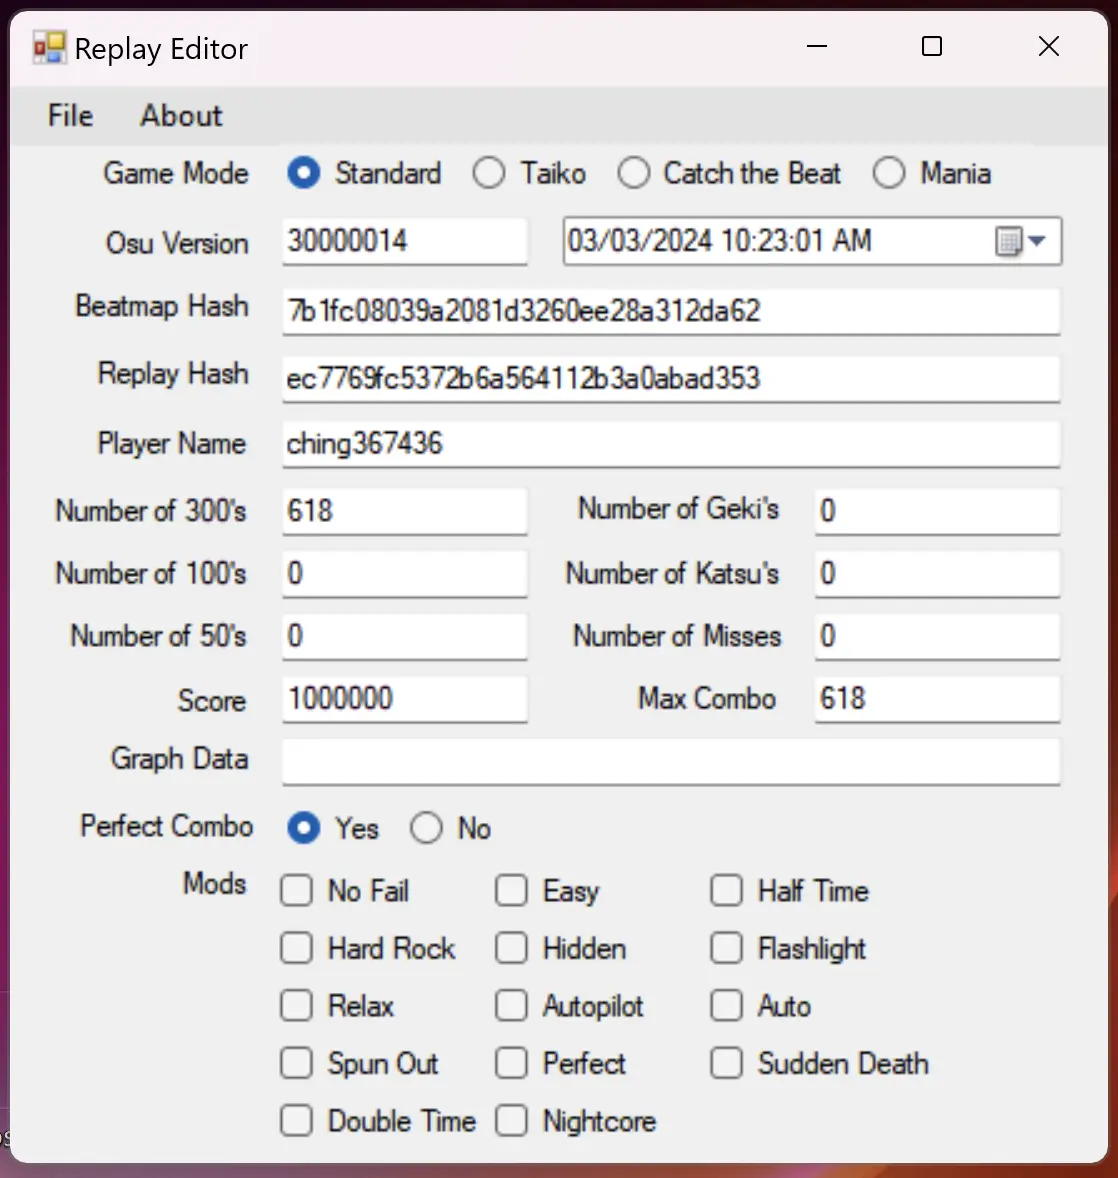 Replay Editor
File About
Game Mode Standard Taiko Catch the Beat Mania
Osu Version 30000014 03/03/2024 10:23:01 AM
Beatmap Hash 7b1fc08039a2081d3260ee28a312da62
Replay Hash ec7769fc5372b6a564112b3a0abad353
Player Name ching367436
Number of 300's 618 Number of Geki's 0
Number of 100's 0 Number of Katsu's 0
Number of 50's 0 Number of Misses 0
Score 1000000 Max Combo 618
Graph Data
Perfect Combo Yes No
Mods No Fail Easy Half Time
Hard Rock Hidden Flashlight
Relax Autopilot Auto
Spun Out Perfect Sudden Death
Double Time Nightcore